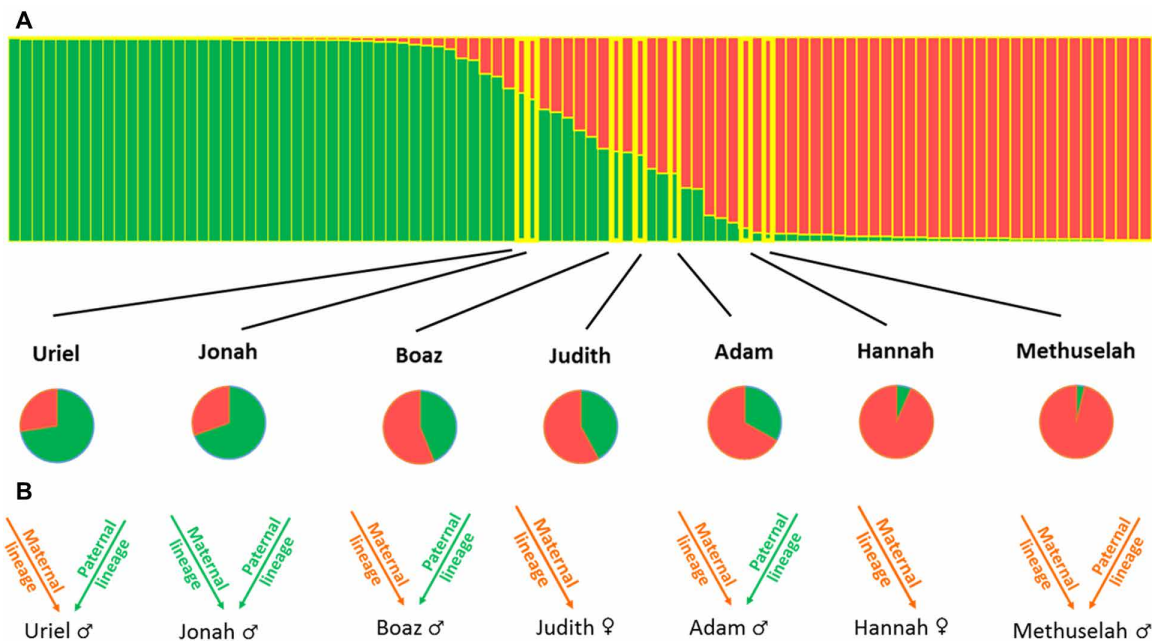 A
Uriel
Jonah
Boaz
Judith
Adam
Hannah
Methuselah
B
Maternal
lineage
Paternal
lineage
Maternal
lineage
Paternal
lineage
Maternal
lineage
Paternal
lineage
Maternal
lineage
Maternal
lineage
Paternal
lineage
Maternal
lineage
Maternal
lineage
Paternal
lineage
Uriel ♂
Jonah ♂
Boaz ♂
Judith ♀
Adam ♂
Hannah ♀
Methuselah ♂